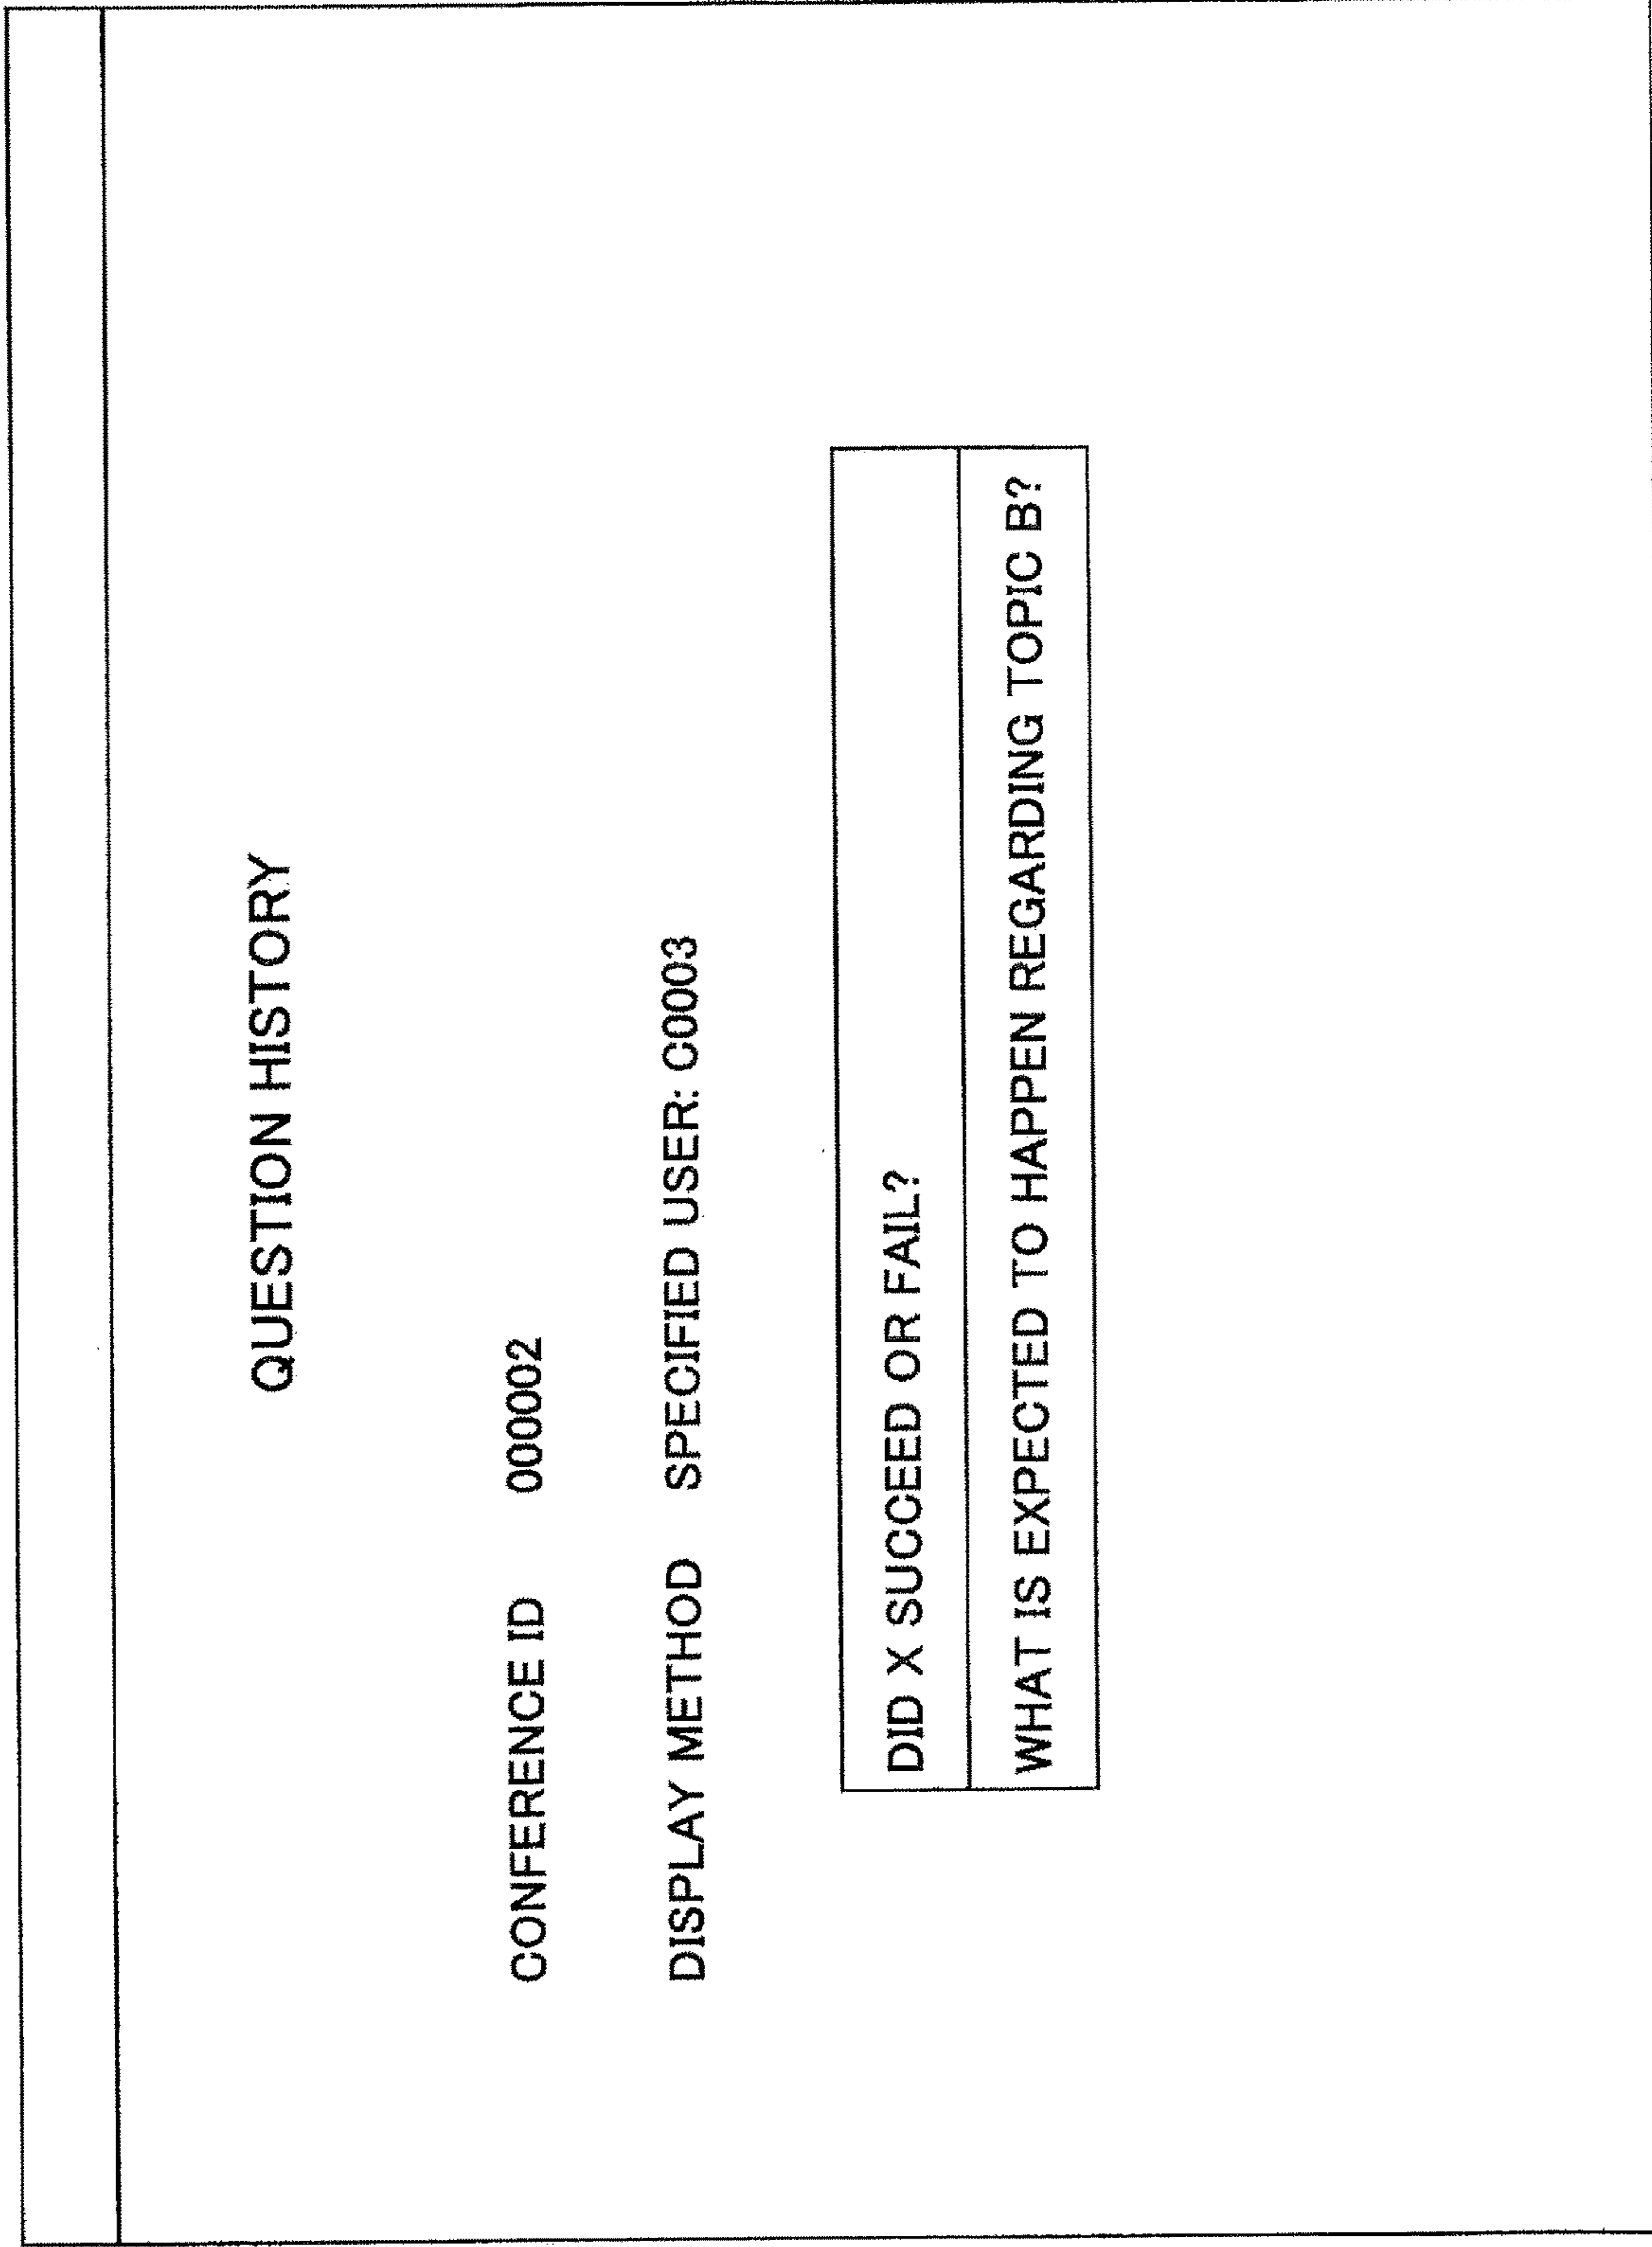 QUESTION HISTORY
CONFERENCE ID 000002
DISPLAY METHOD SPECIFIED USER: C0003
DID X SUCCEED OR FAIL?
WHAT IS EXPECTED TO HAPPEN REGARDING TOPIC B?